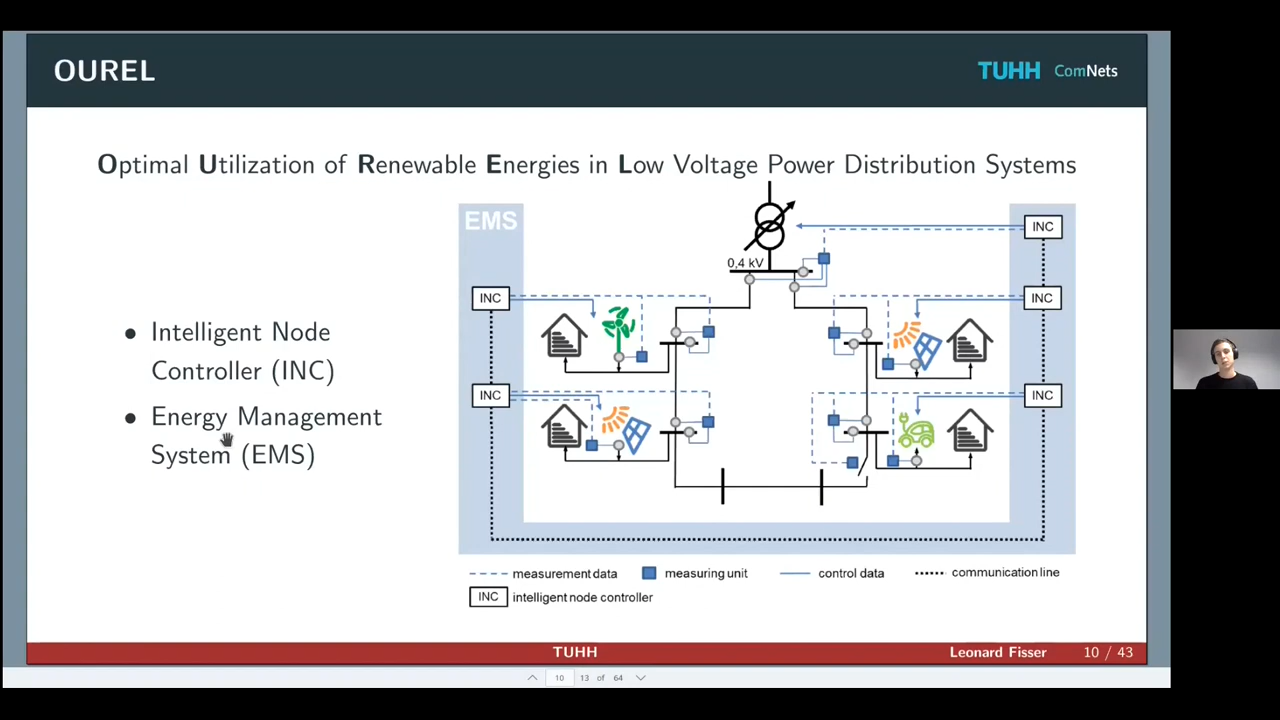 OUREL
TUHH ComNets
Optimal Utilization of Renewable Energies in Low Voltage Power Distribution Systems
• Intelligent Node
Controller (INC)
• Energy Management
System (EMS)
EMS
INC
0,4 kV
INC
INC
INC
INC
measurement data
measuring unit
control data
communication line
INC
intelligent node controller
TUHH
Leonard Fisser
10 / 43
10
13 of 64